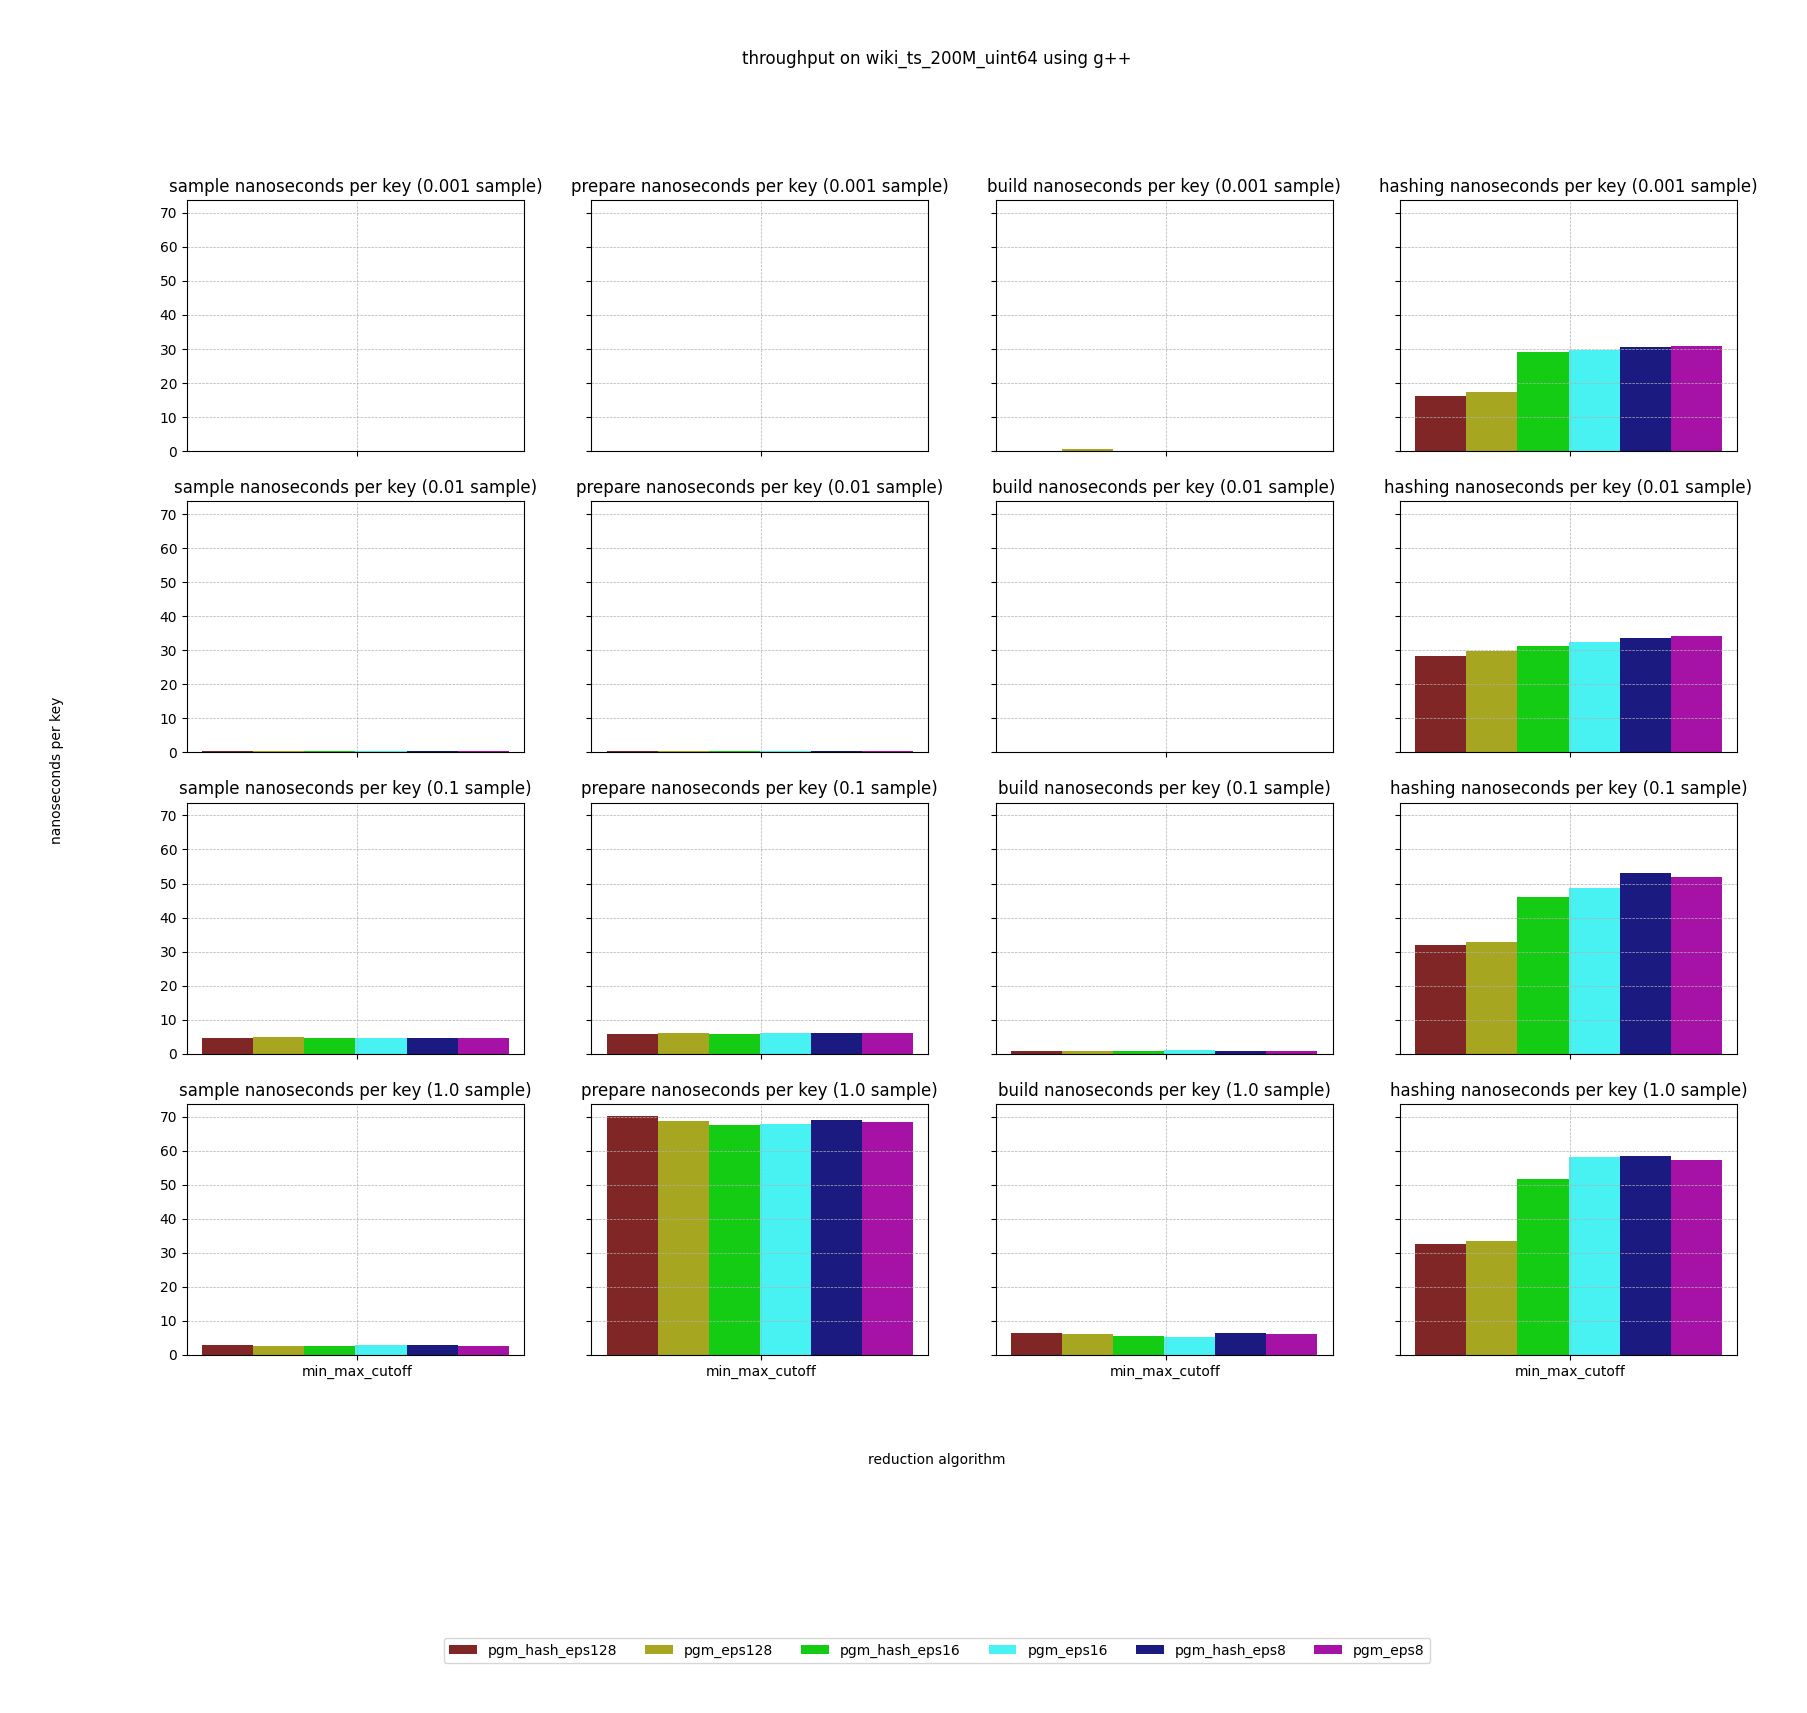 throughput on wiki_ts_200M_uint64 using g++
sample nanoseconds per key (0.001 sample)
prepare nanoseconds per key (0.001 sample)
build nanoseconds per key (0.001 sample)
hashing nanoseconds per key (0.001 sample)
70
60
50
40
30
20
10
0
sample nanoseconds per key (0.01 sample)
prepare nanoseconds per key (0.01 sample)
build nanoseconds per key (0.01 sample)
hashing nanoseconds per key (0.01 sample)
70
60
50
40
30
20
10
0
nanoseconds per key
sample nanoseconds per key (0.1 sample)
prepare nanoseconds per key (0.1 sample)
build nanoseconds per key (0.1 sample)
hashing nanoseconds per key (0.1 sample)
70
60
50
40
30
20
10
0
sample nanoseconds per key (1.0 sample)
prepare nanoseconds per key (1.0 sample)
build nanoseconds per key (1.0 sample)
hashing nanoseconds per key (1.0 sample)
70
60
50
40
30
20
10
0
min_max_cutoff
min_max_cutoff
min_max_cutoff
min_max_cutoff
reduction algorithm
pgm_hash_eps128
pgm_eps128
pgm_hash_eps16
pgm_eps16
pgm_hash_eps8
pgm_eps8